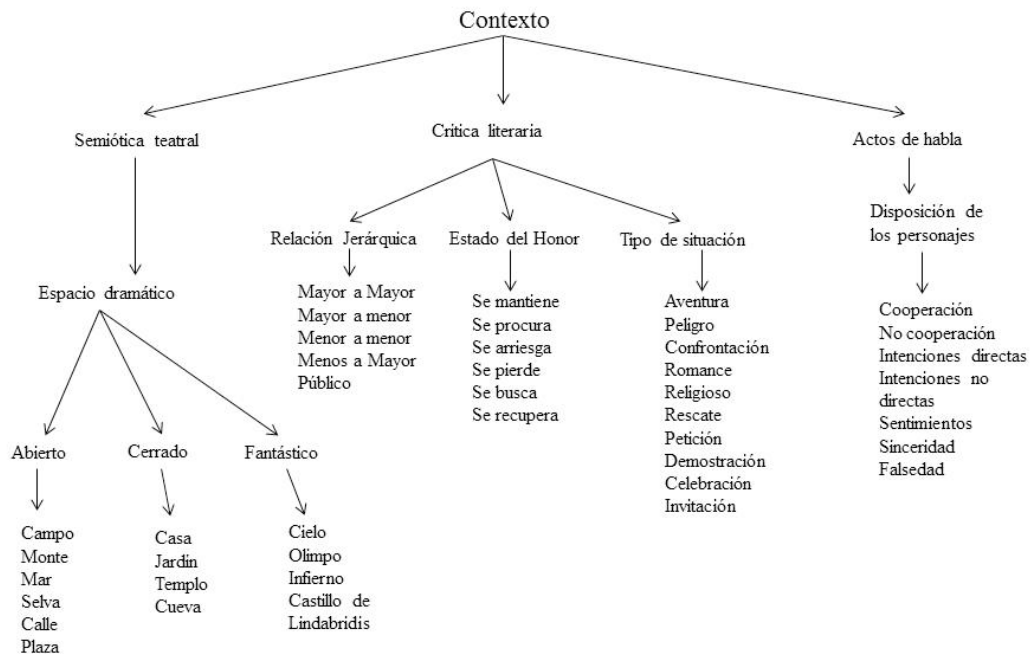 Contexto
Semiótica teatral
Critica literaria
Actos de habla
Espacio dramático
Relación Jerárquica
Estado del Honor
Tipo de situación
Disposición de
los personajes
Mayor a Mayor
Mayor a menor
Menor a menor
Menos a Mayor
Público
Se mantiene
Se procura
Se arriesga
Se pierde
Se busca
Se recupera
Aventura
Peligro
Confrontación
Romance
Religioso
Rescate
Petición
Demostración
Celebración
Invitación
Cooperación
No cooperación
Intenciones directas
Intenciones no
directas
Sentimientos
Sinceridad
Falsedad
Abierto
Cerrado
Fantástico
Campo
Monte
Mar
Selva
Calle
Plaza
Casa
Jardín
Templo
Cueva
Cielo
Olimpo
Infierno
Castillo de
Lindabridis